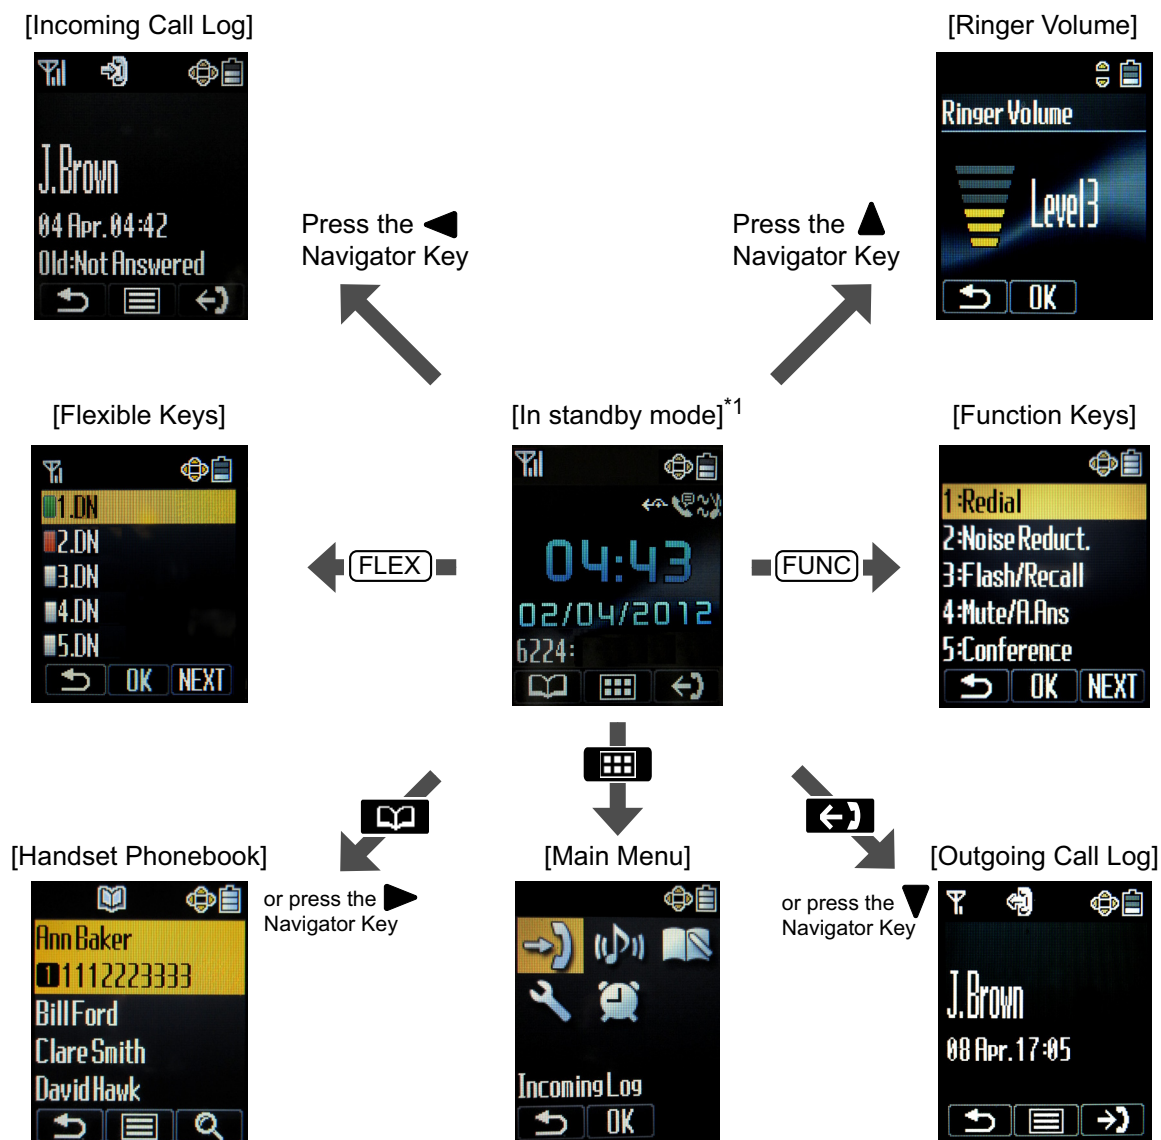 [Incoming Call Log]
J.Brown
04 Apr. 04:42
Old:Not Answered
Press the
Navigator Key
[Ringer Volume]
Ringer Volume
Level3
OK
Press the
Navigator Key
[Flexible Keys]
1.DN
2.DN
3.DN
4.DN
5.DN
OK NEXT
FLEX
[In standby mode]*1
04:43
02/04/2012
6224:
FUNC
[Function Keys]
1:Redial
2:Noise Reduct.
3:Flash/Recall
4:Mute/A.Ans
5:Conference
OK NEXT
[Handset Phonebook]
Ann Baker
1 1112223333
Bill Ford
Clare Smith
David Hawk
or press the
Navigator Key
[Main Menu]
Incoming Log
OK
or press the
Navigator Key
[Outgoing Call Log]
J.Brown
08 Apr. 17:05